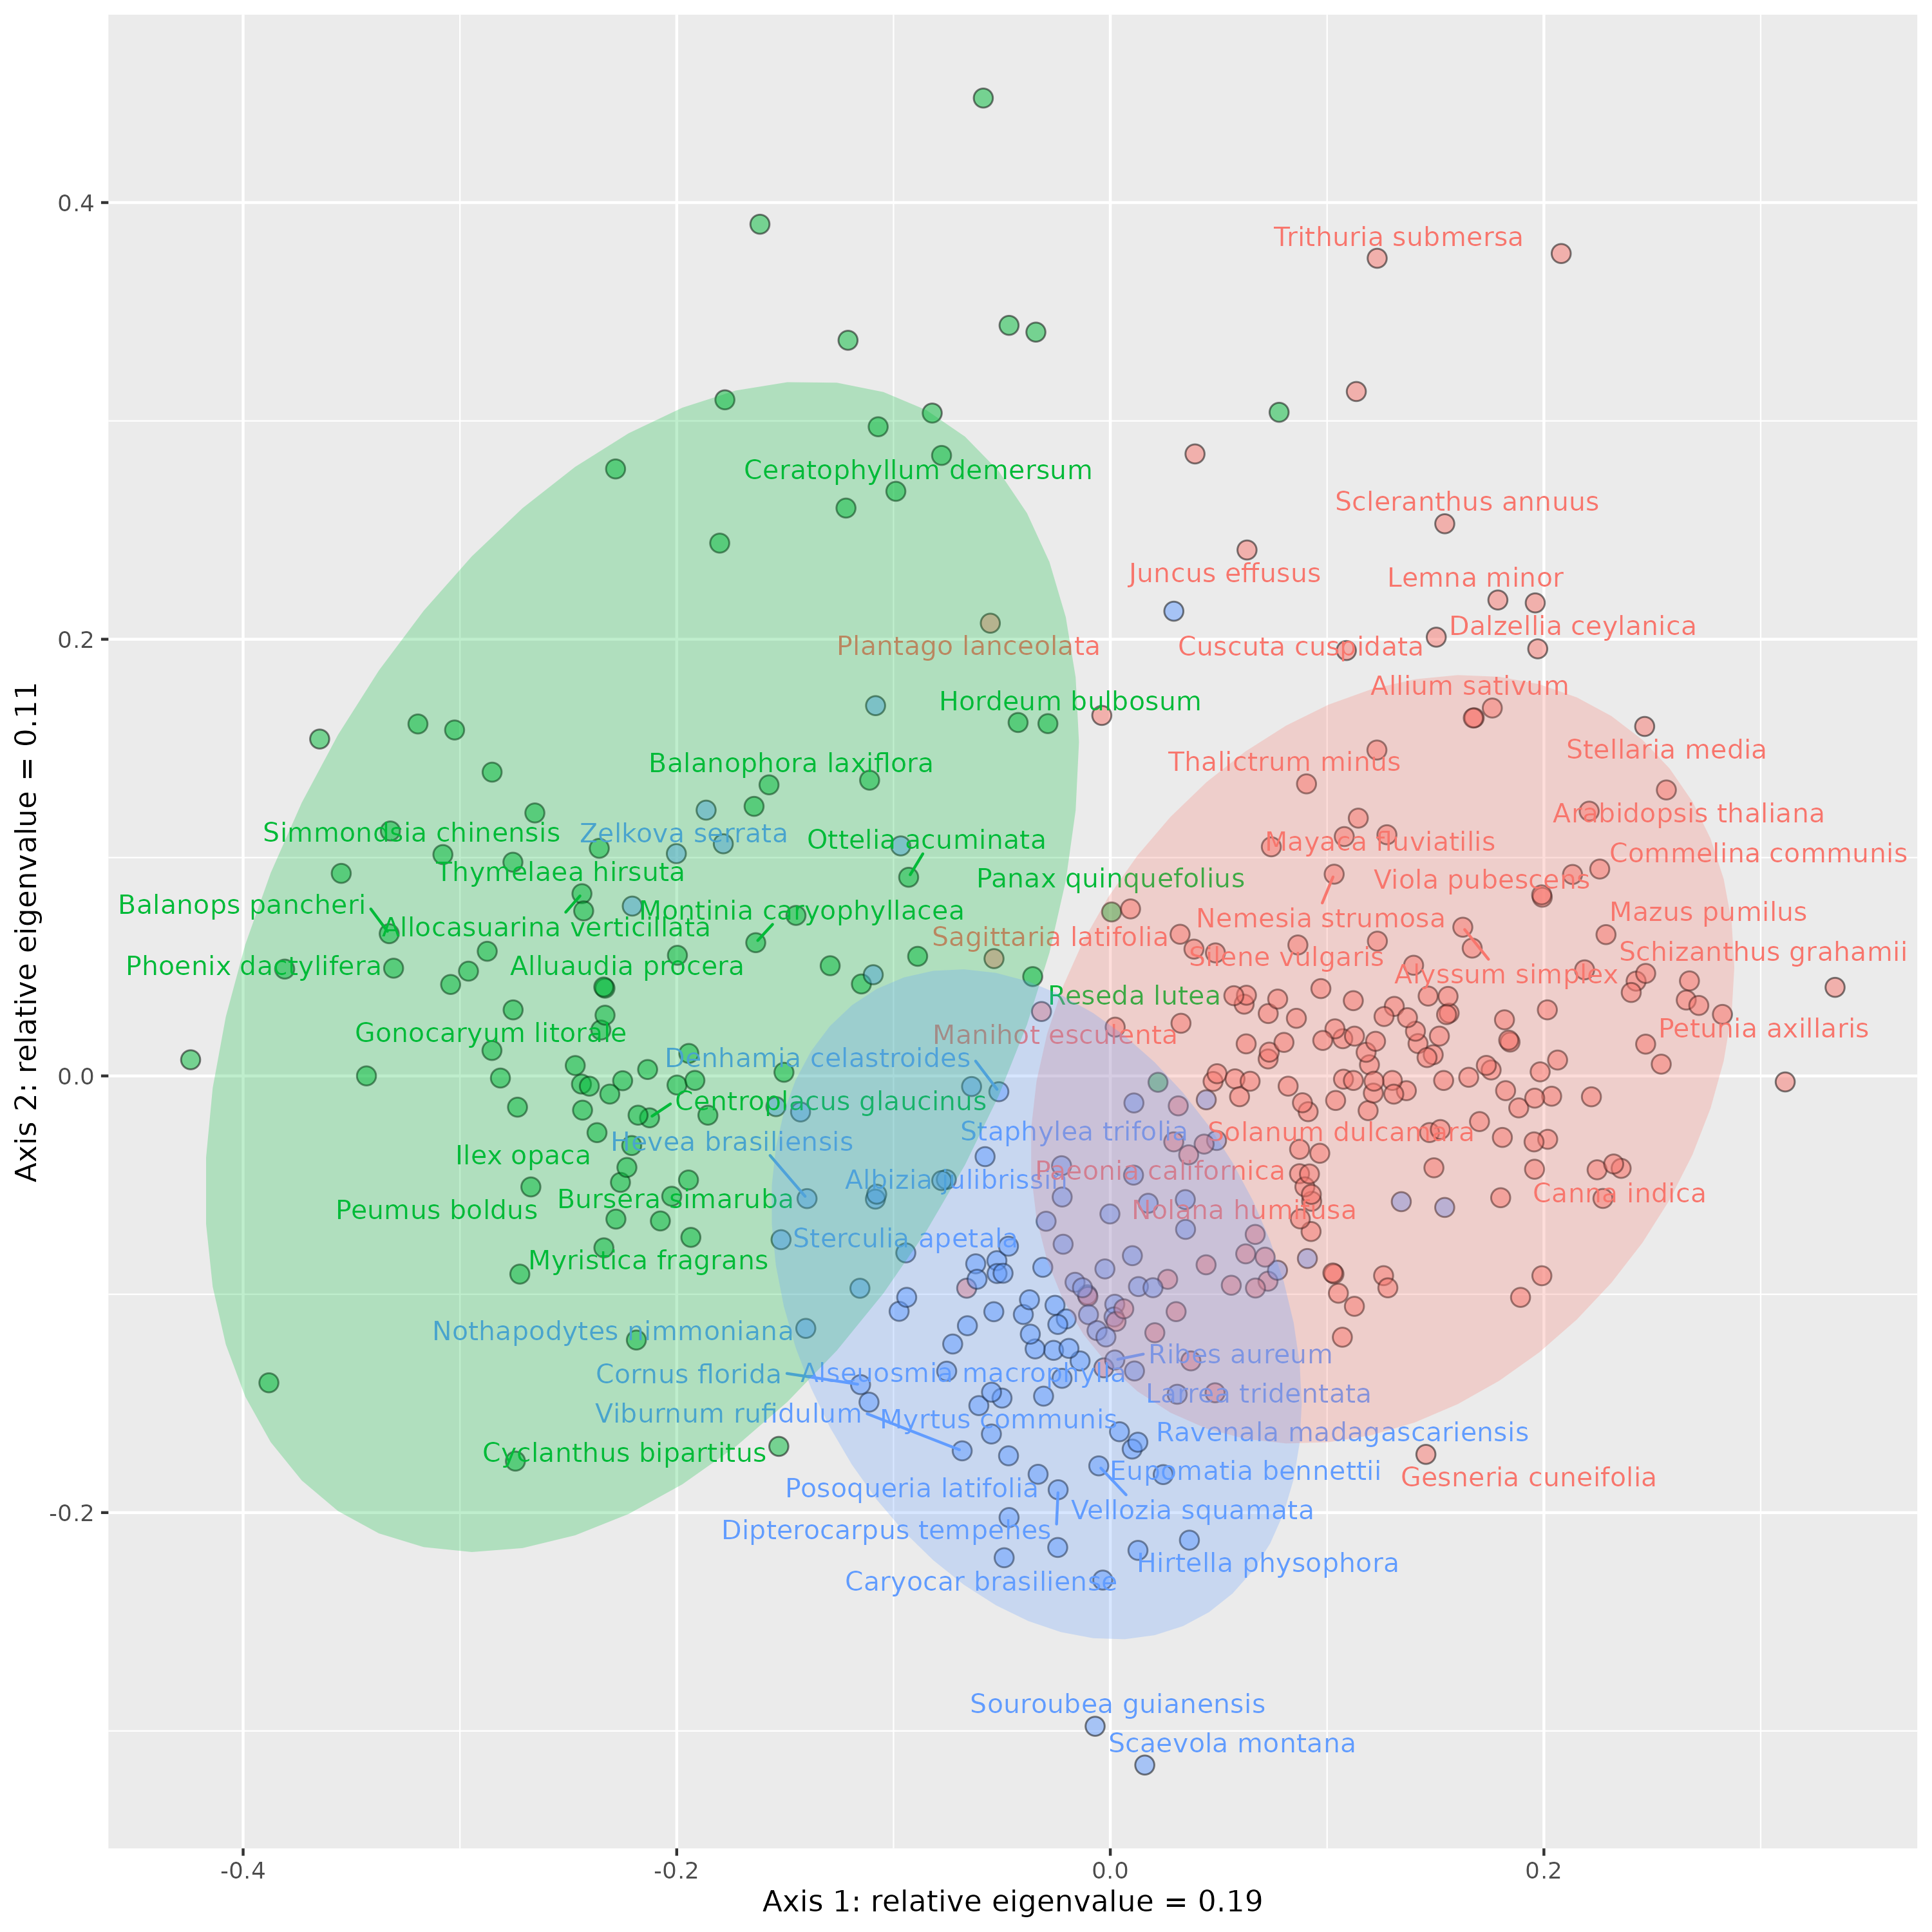 0.4
Trithuria submersa
Ceratophyllum demersum
Scleranthus annuus
Juncus effusus
Lemna minor
Dalzellia ceylanica
0.2
Plantago lanceolata
Cuscuta cuspidata
Allium sativum
Hordeum bulbosum
Stellaria media
Balanophora laxiflora
Thalictrum minus
Arabidopsis thaliana
Simmondsia chinensis
Zelkova serrata
Ottelia acuminata
Mayaca fluviatilis
Commelina communis
Thymelaea hirsuta
Panax quinquefolius
Viola pubescens
Balanops pancheri
Montinia caryophyllacea
Nemesia strumosa
Mazus pumilus
Allocasuarina verticillata
Sagittaria latifolia
Silene vulgaris
Schizanthus grahamii
Phoenix dactylifera
Alluaudia procera
Alyssum simplex
Reseda lutea
Gonocaryum litorale
Manihot esculenta
Petunia axillaris
Denhamia celastroides
0.0
Centroplacus glaucinus
Staphylea trifolia
Solanum dulcamara
Hevea brasiliensis
Ilex opaca
Paeonia californica
Albizia julibrissin
Canna indica
Bursera simaruba
Peumus boldus
Nolana humifusa
Sterculia apetala
Myristica fragrans
Nothapodytes nimmoniana
Ribes aureum
Cornus florida
Alseuosmia macrophylla
Larrea tridentata
Viburnum rufidulum
Myrtus communis
Ravenala madagascariensis
Cyclanthus bipartitus
Eupomatia bennettii
Gesneria cuneifolia
Posoqueria latifolia
Vellozia squamata
-0.2
Dipterocarpus tempehes
Hirtella physophora
Caryocar brasiliense
Souroubea guianensis
Scaevola montana
-0.4
-0.2
0.0
0.2
Axis 1: relative eigenvalue = 0.19
Axis 2: relative eigenvalue = 0.11